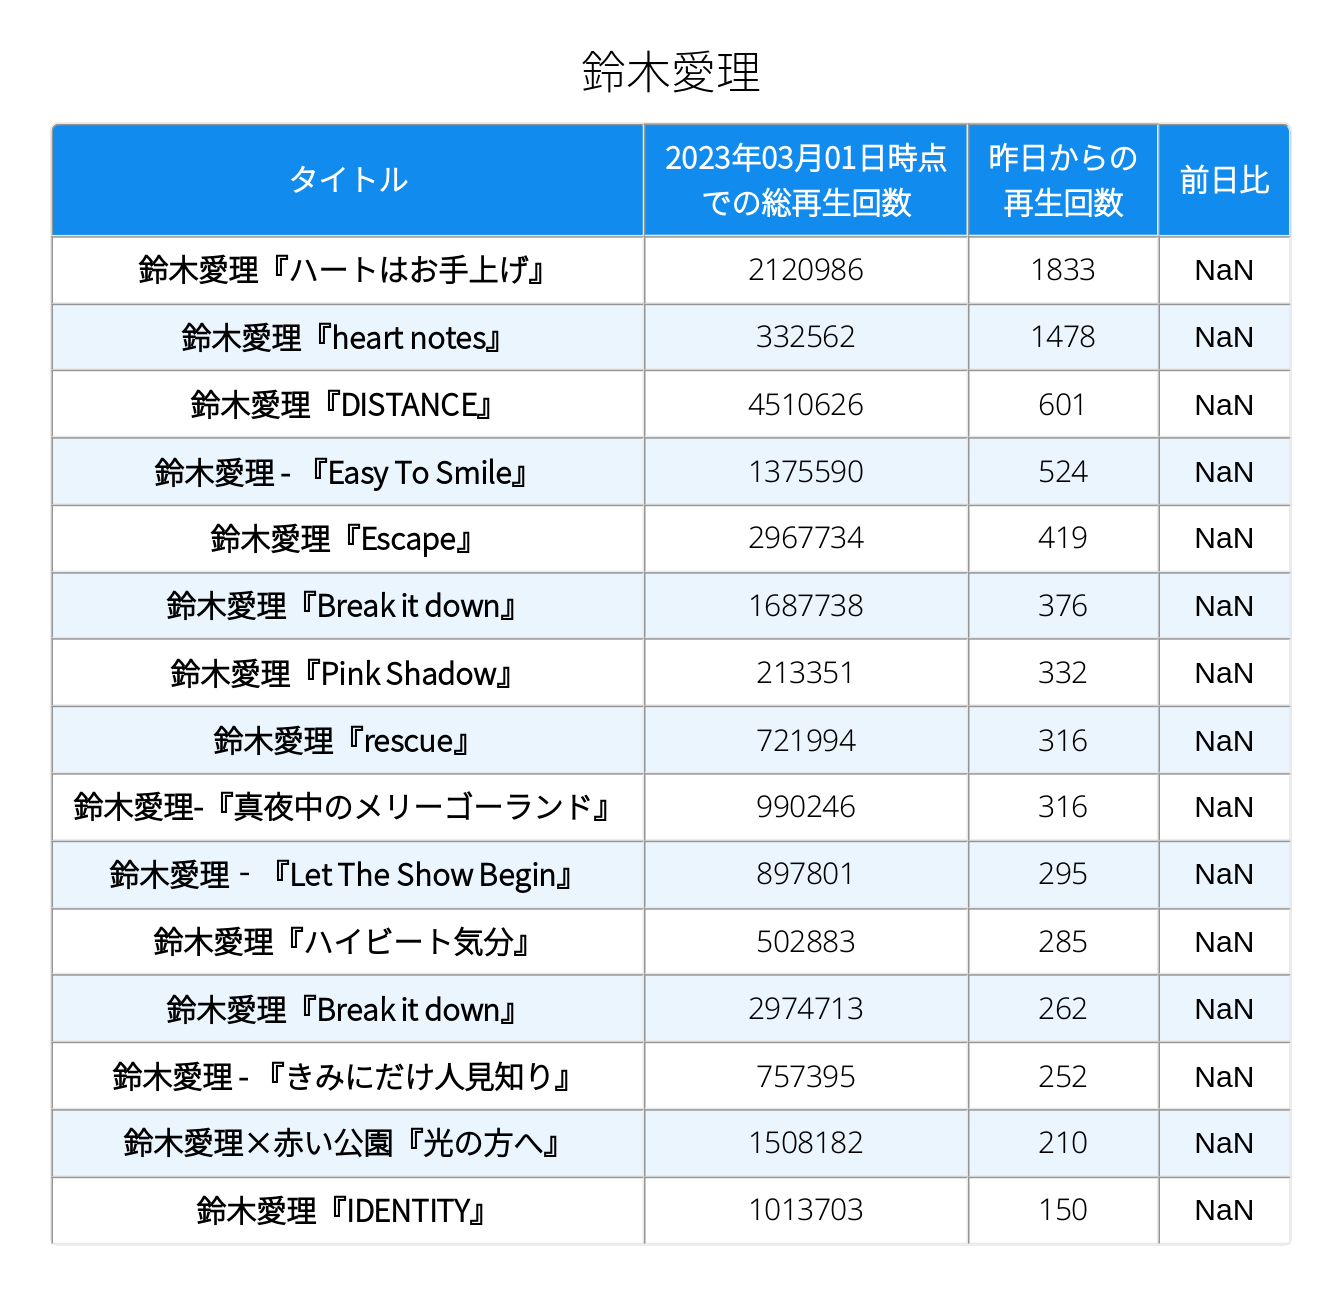 鈴木愛理
タイトル 2023年03月01日時点での総再生回数 昨日からの再生回数 前日比
鈴木愛理『ハートはお手上げ』 2120986 1833 NaN
鈴木愛理『heart notes』 332562 1478 NaN
鈴木愛理『DISTANCE』 4510626 601 NaN
鈴木愛理 - 『Easy To Smile』 1375590 524 NaN
鈴木愛理『Escape』 2967734 419 NaN
鈴木愛理『Break it down』 1687738 376 NaN
鈴木愛理『Pink Shadow』 213351 332 NaN
鈴木愛理『rescue』 721994 316 NaN
鈴木愛理-『真夜中のメリーゴーランド』 990246 316 NaN
鈴木愛理‐『Let The Show Begin』 897801 295 NaN
鈴木愛理『ハイビート気分』 502883 285 NaN
鈴木愛理『Break it down』 2974713 262 NaN
鈴木愛理 - 『きみにだけ人見知り』 757395 252 NaN
鈴木愛理×赤い公園『光の方へ』 1508182 210 NaN
鈴木愛理『IDENTITY』 1013703 150 NaN